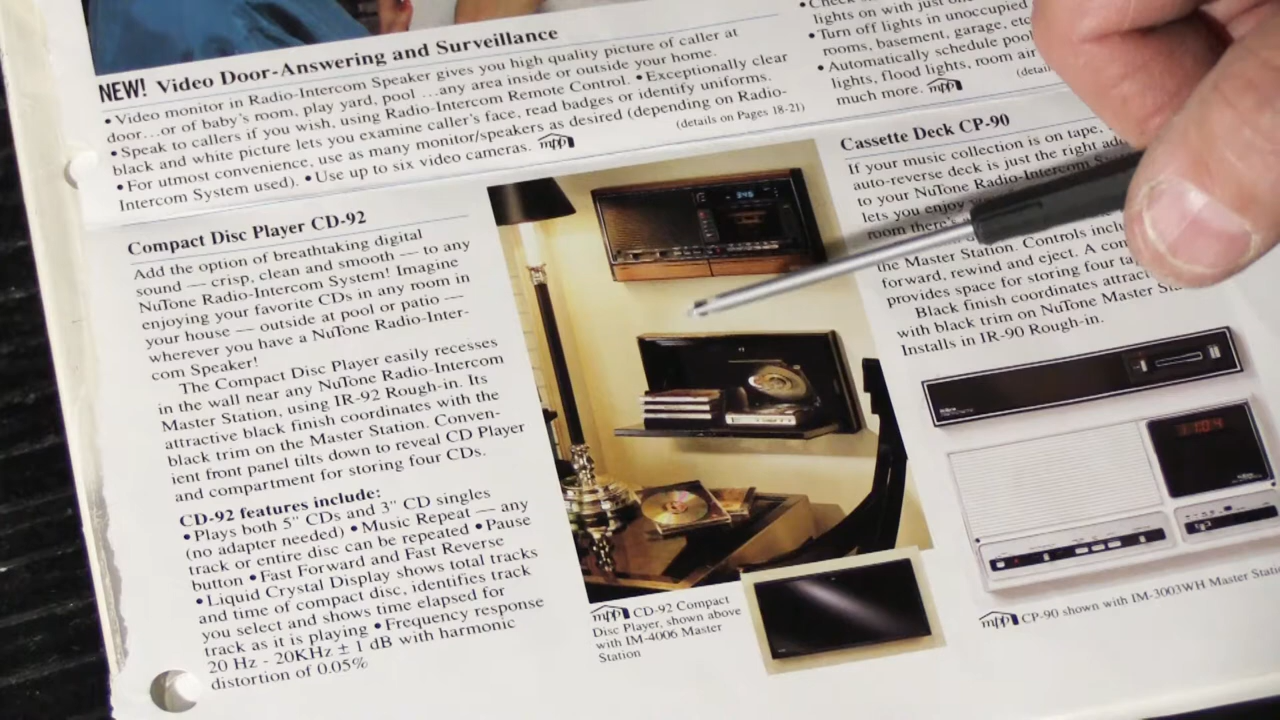 NEW! Video Door-Answering and Surveillance
• Video monitor in Radio-Intercom Speaker gives you high quality picture of caller at
door...or of baby's room, play yard, pool ...any area inside or outside your home.
• Speak to callers if you wish, using Radio-Intercom Remote Control. • Exceptionally clear
black and white picture lets you examine caller's face, read badges or identify uniforms.
• For utmost convenience, use as many monitor/speakers as desired (depending on Radio-
Intercom System used). • Use up to six video cameras. mpp
(details on Pages 18-21)
lights on with just one
• Turn off lights in unoccupied
rooms, basement, garage, etc
• Automatically schedule pool
lights, flood lights, room air
much more. mpp
Compact Disc Player CD-92
Add the option of breathtaking digital
sound — crisp, clean and smooth — to any
NuTone Radio-Intercom System! Imagine
enjoying your favorite CDs in any room in
your house — outside at pool or patio —
wherever you have a NuTone Radio-Inter-
com Speaker!
The Compact Disc Player easily recesses
in the wall near any NuTone Radio-Intercom
Master Station, using IR-92 Rough-in. Its
attractive black finish coordinates with the
black trim on the Master Station. Conven-
ient front panel tilts down to reveal CD Player
and compartment for storing four CDs.
CD-92 features include:
• Plays both 5" CDs and 3" CD singles
(no adapter needed) • Music Repeat — any
track or entire disc can be repeated • Pause
button • Fast Forward and Fast Reverse
• Liquid Crystal Display shows total tracks
and time of compact disc, identifies track
you select and shows time elapsed for
track as it is playing • Frequency response
20 Hz - 20KHz ± 1 dB with harmonic
distortion of 0.05%
mpp CD-92 Compact
Disc Player, shown above
with IM-4006 Master
Station
Cassette Deck CP-90
If your music collection is on tape,
auto-reverse deck is just the right
to your NuTone Radio-Intercom
lets you enjoy
room
the Master Station. Controls
forward, rewind and eject. A
provides space for storing four
Black finish coordinates
with black trim on NuTone Master
Installs in IR-90 Rough-in.
mpp CP-90 shown with IM-3003WH Master